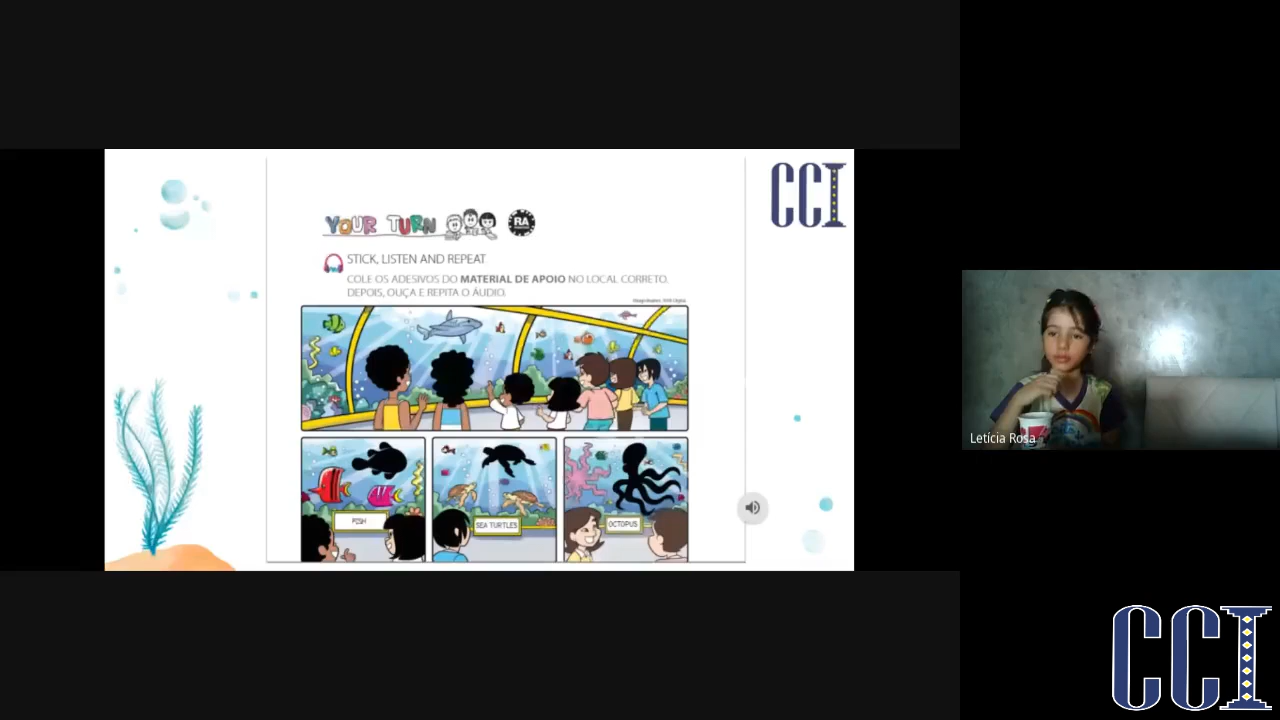 CCI
YOUR TURN
RA
STICK, LISTEN AND REPEAT
COLE OS ADESIVOS DO MATERIAL DE APOIO NO LOCAL CORRETO.
DEPOIS, OUÇA E REPITA O ÁUDIO.
FISH
SEA TURTLES
OCTOPUS
Letícia Rosa
CCI